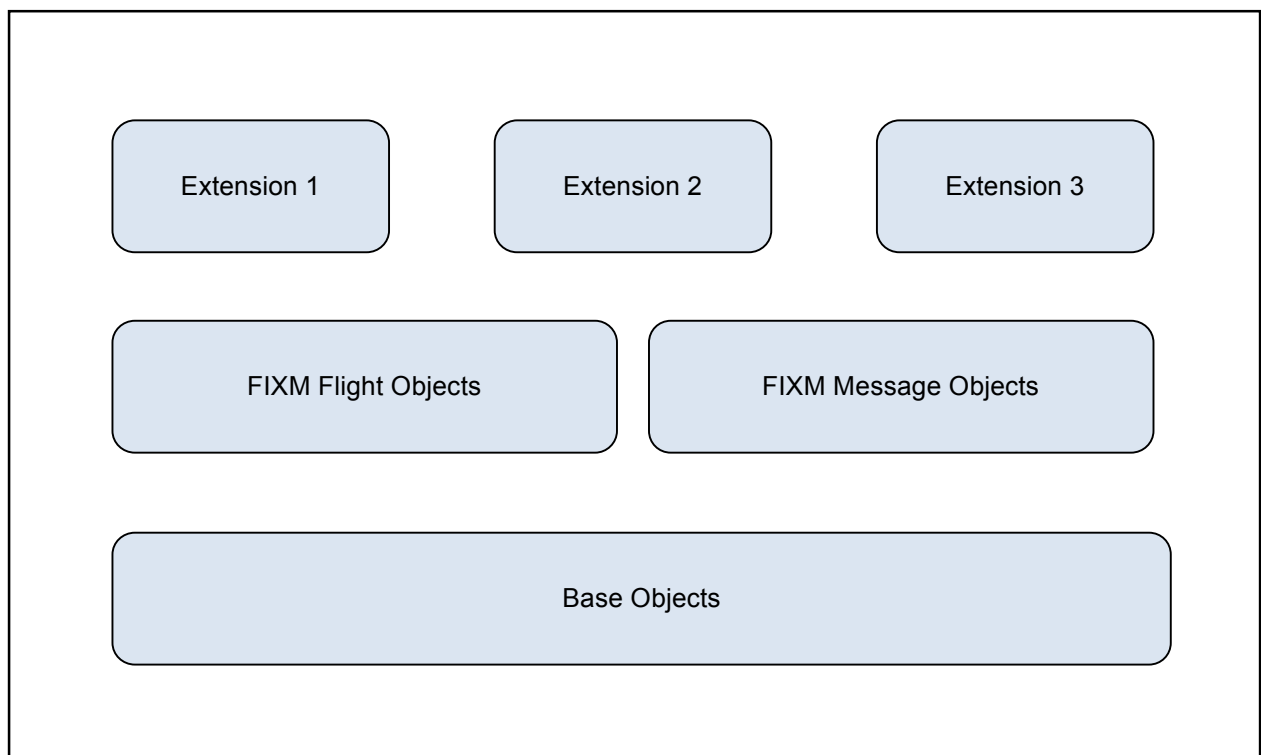 Extension 1
Extension 2
Extension 3
FIXM Flight Objects
FIXM Message Objects
Base Objects